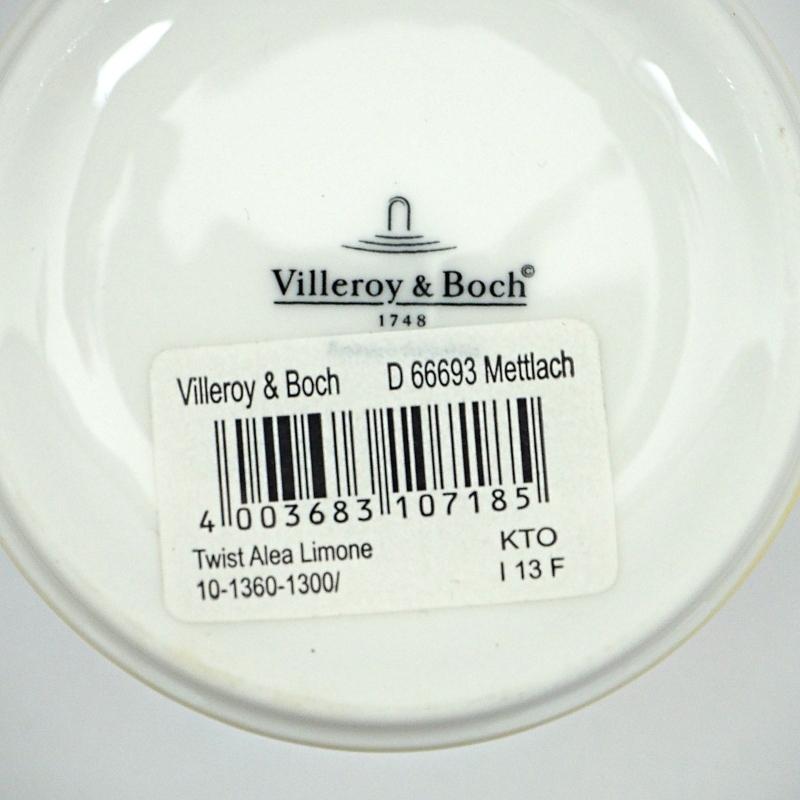 Villeroy & Boch©
1748
Villeroy & Boch D 66693 Mettlach
4 003683 107185
Twist Alea Limone KTO
10-1360-1300/ I 13 F